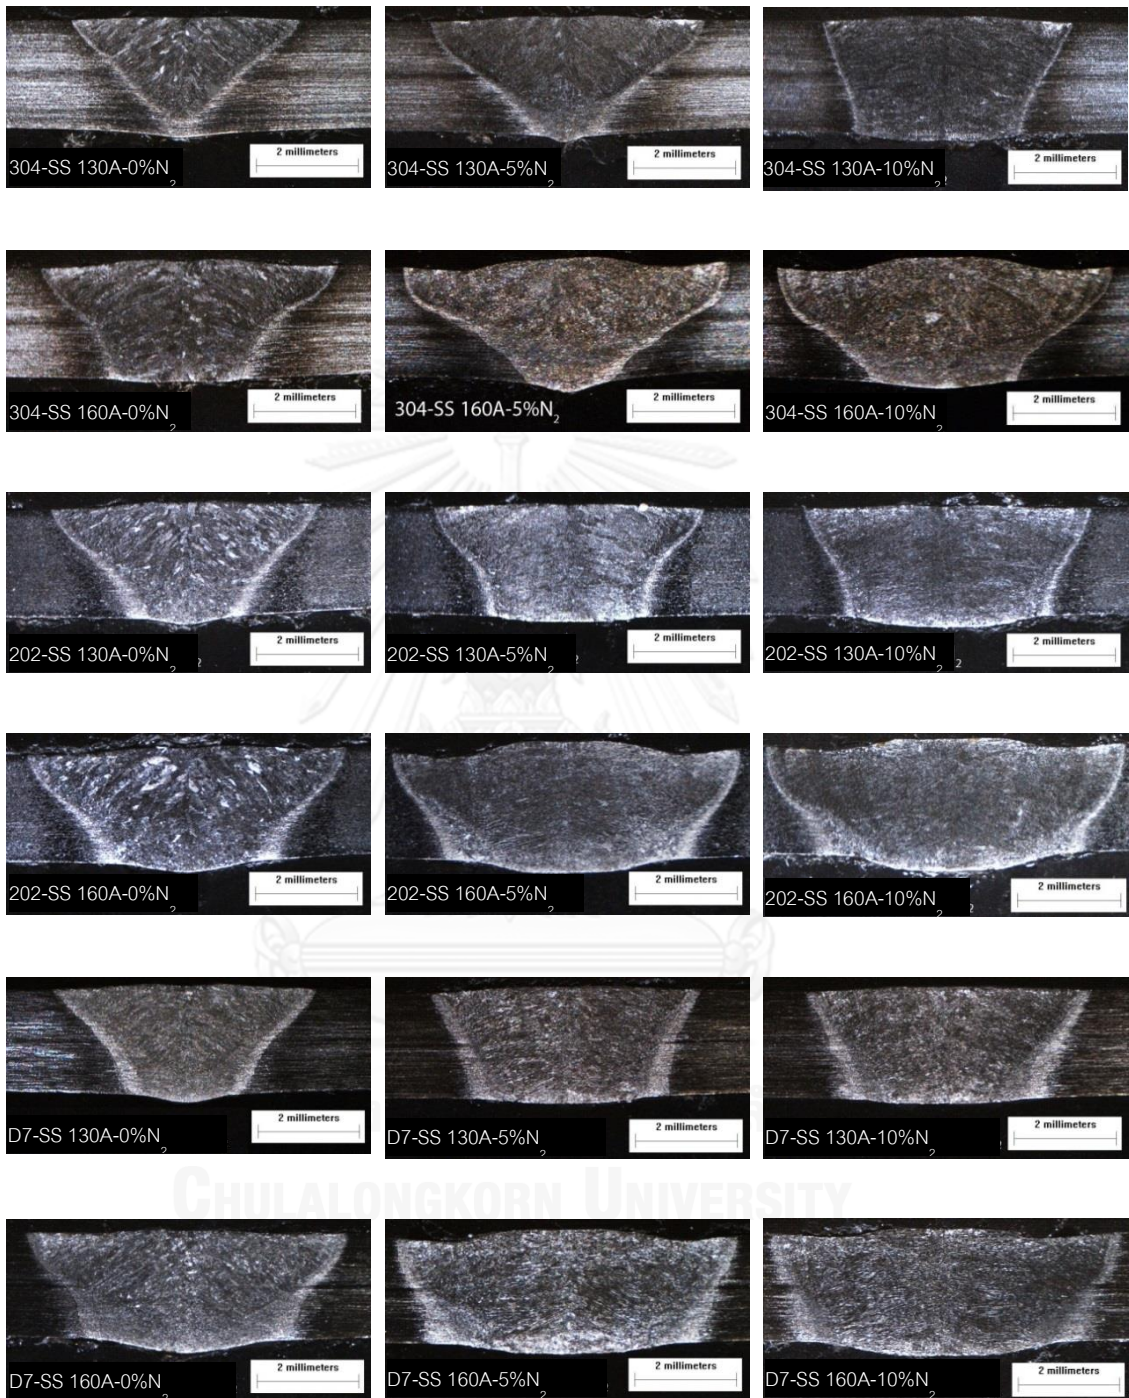 2 millimeters
304-SS 130A-0%N2
2 millimeters
304-SS 130A-5%N2
2 millimeters
304-SS 130A-10%N2
2 millimeters
304-SS 160A-0%N2
2 millimeters
304-SS 160A-5%N2
2 millimeters
304-SS 160A-10%N2
2 millimeters
202-SS 130A-0%N2
2 millimeters
202-SS 130A-5%N2
2 millimeters
202-SS 130A-10%N2
2 millimeters
202-SS 160A-0%N2
2 millimeters
202-SS 160A-5%N2
2 millimeters
202-SS 160A-10%N2
2 millimeters
D7-SS 130A-0%N2
2 millimeters
D7-SS 130A-5%N2
2 millimeters
D7-SS 130A-10%N2
CHULALONGKORN UNIVERSITY
2 millimeters
D7-SS 160A-0%N2
2 millimeters
D7-SS 160A-5%N2
2 millimeters
D7-SS 160A-10%N2